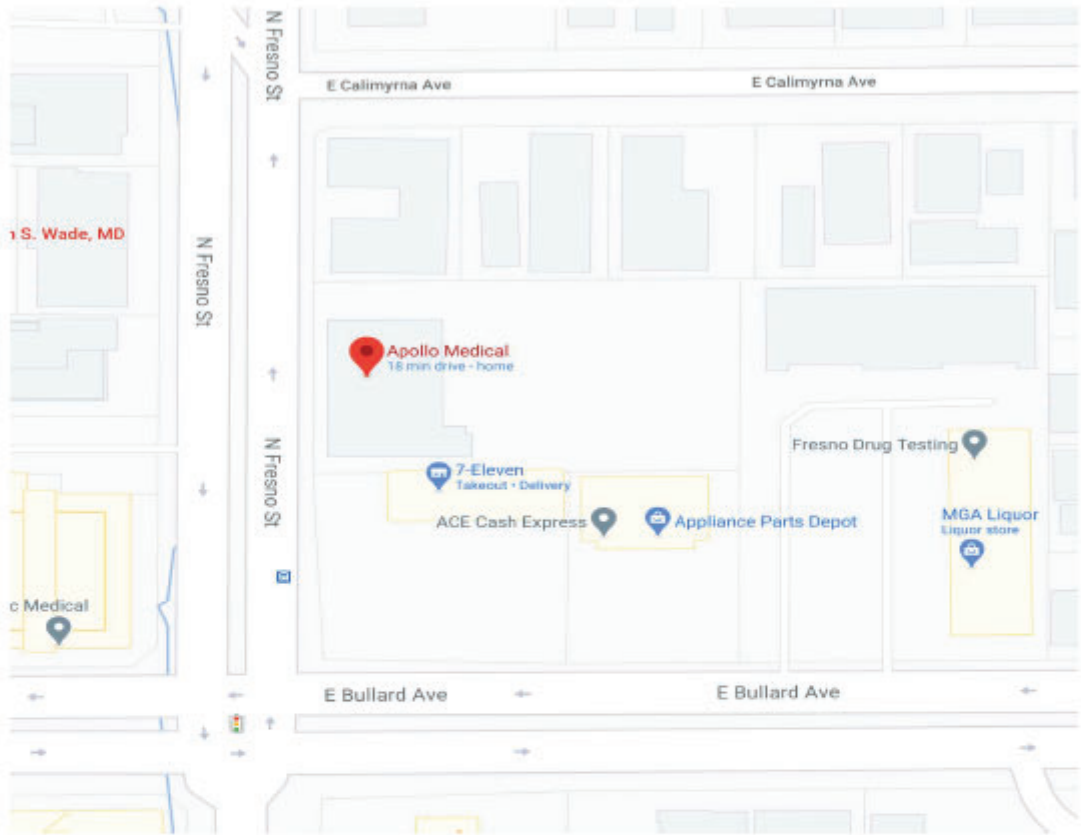 N Fresno St
E Calimyrna Ave
E Calimyrna Ave
S. Wade, MD
N Fresno St
Apollo Medical
18 min drive - home
N Fresno St
Fresno Drug Testing
7-Eleven
Takeout • Delivery
ACE Cash Express
Appliance Parts Depot
MGA Liquor
Liquor store
c Medical
E Bullard Ave
E Bullard Ave